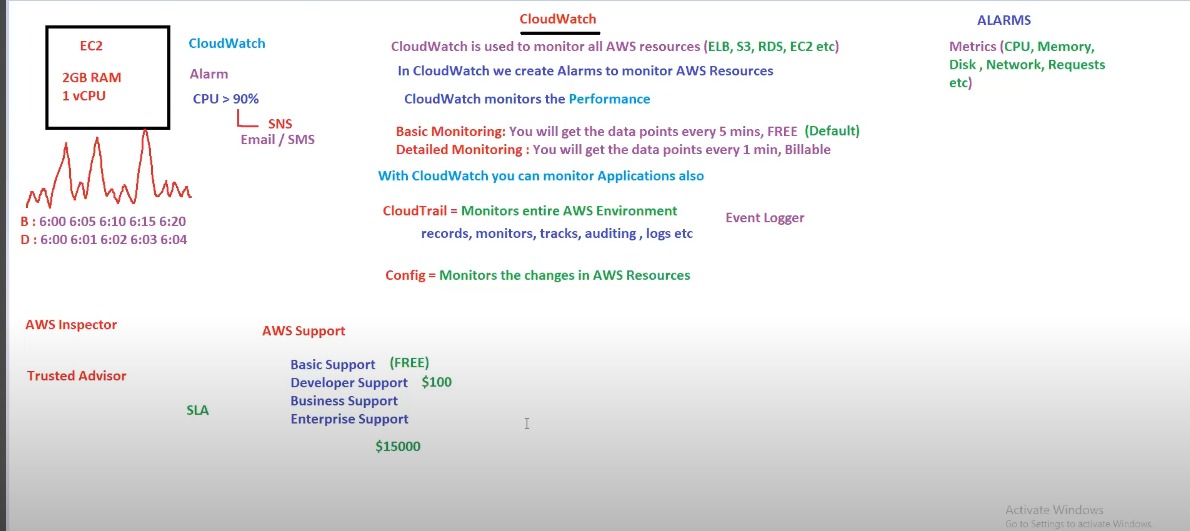 CloudWatch
ALARMS
EC2
2GB RAM
1 vCPU
CloudWatch
Alarm
CPU > 90%
SNS
Email / SMS
B : 6:00 6:05 6:10 6:15 6:20
D : 6:00 6:01 6:02 6:03 6:04
CloudWatch is used to monitor all AWS resources (ELB, S3, RDS, EC2 etc)
In CloudWatch we create Alarms to monitor AWS Resources
CloudWatch monitors the Performance
Basic Monitoring: You will get the data points every 5 mins, FREE (Default)
Detailed Monitoring : You will get the data points every 1 min, Billable
With CloudWatch you can monitor Applications also
CloudTrail = Monitors entire AWS Environment
records, monitors, tracks, auditing , logs etc
Event Logger
Config = Monitors the changes in AWS Resources
Metrics (CPU, Memory,
Disk , Network, Requests
etc)
AWS Inspector
Trusted Advisor
SLA
AWS Support
Basic Support (FREE)
Developer Support $100
Business Support
Enterprise Support
$15000
Activate Windows
Go to Settings to activate Windows.